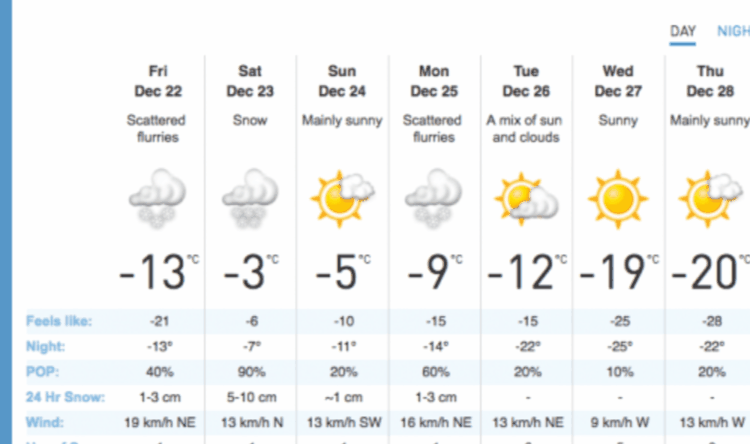 DAY
Fri Sat Sun Mon Tue Wed Thu
Dec 22 Dec 23 Dec 24 Dec 25 Dec 26 Dec 27 Dec 28
Scattered Snow Mainly sunny Scattered A mix of sun Sunny Mainly sunny
flurries flurries and clouds
-13°C -3°C -5°C -9°C -12°C -19°C -20°C
Feels like: -21 -6 -10 -15 -15 -25 -28
Night: -13° -7° -11° -14° -22° -25° -22°
POP: 40% 90% 20% 60% 20% 10% 20%
24 Hr Snow: 1-3 cm 5-10 cm ~1 cm 1-3 cm - - -
Wind: 19 km/h NE 13 km/h N 13 km/h SW 16 km/h NE 13 km/h NE 9 km/h W 13 km/h W